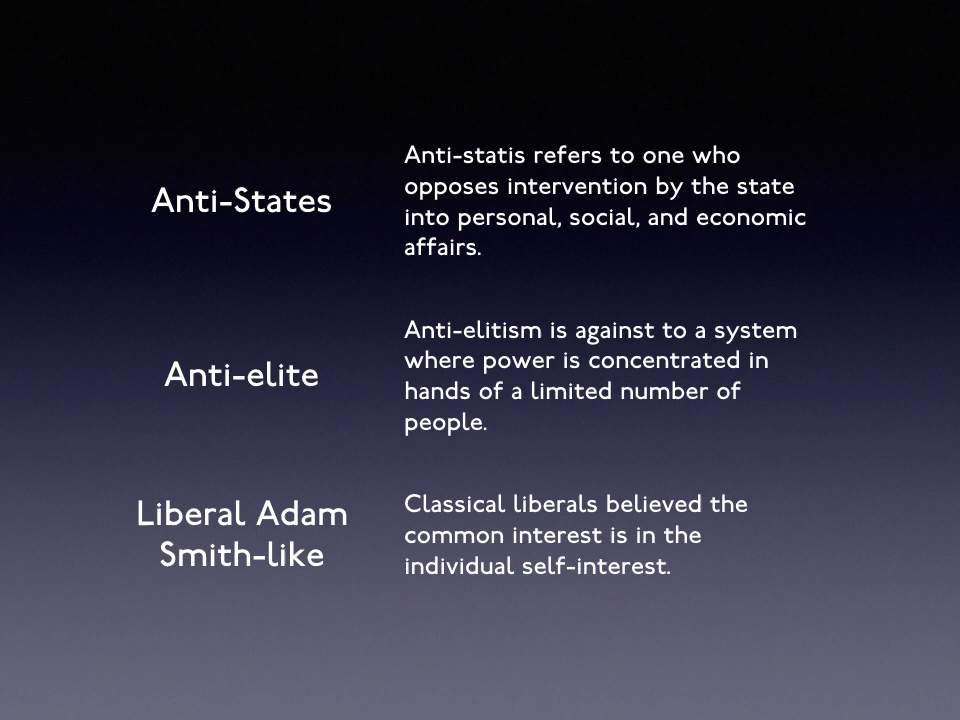 Anti-States
Anti-statis refers to one who
opposes intervention by the state
into personal, social, and economic
affairs.
Anti-elite
Anti-elitism is against to a system
where power is concentrated in
hands of a limited number of
people.
Liberal Adam
Smith-like
Classical liberals believed the
common interest is in the
individual self-interest.